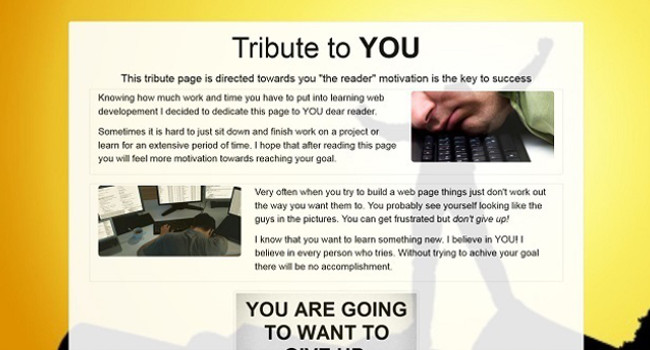 Tribute to YOU
This tribute page is directed towards you "the reader" motivation is the key to success
Knowing how much work and time you have to put into learning web
developement I decided to dedicate this page to YOU dear reader.
Sometimes it is hard to just sit down and finish work on a project or
learn for an extensive period of time. I hope that after reading this page
you will feel more motivation towards reaching your goal.
Very often when you try to build a web page things just don't work out
the way you want them to. You probably see yourself looking like the
guys in the pictures. You can get frustrated but don't give up!
I know that you want to learn something new. I believe in YOU! I
believe in every person who tries. Without trying to achive your goal
there will be no accomplishment.
YOU ARE GOING
TO WANT TO
GIVE UP